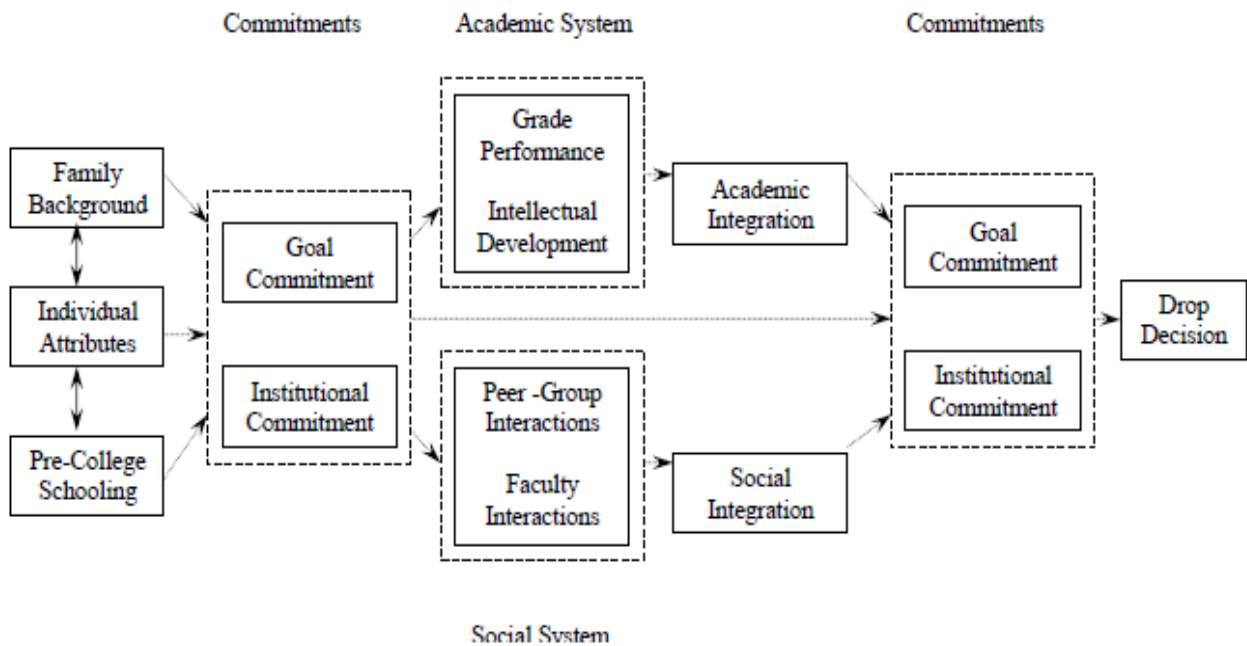 Commitments
Academic System
Commitments
Family
Background
Individual
Attributes
Pre-College
Schooling
Goal
Commitment
Institutional
Commitment
Grade
Performance
Intellectual
Development
Peer -Group
Interactions
Faculty
Interactions
Academic
Integration
Social
Integration
Goal
Commitment
Institutional
Commitment
Drop
Decision
Social System